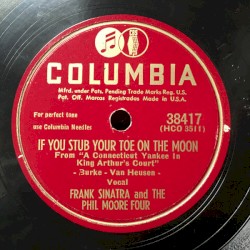 COLUMBIA
Mfrd. under Pats. Pending Trade Marks Reg. U.S.
Pat. Off. Marcas Registradas Made in U.S.A.
For perfect tone
use Columbia Needles
38417
(HCO 3511)
IF YOU STUB YOUR TOE ON THE MOON
From "A Connecticut Yankee In
King Arthur's Court"
- Burke - Van Heusen -
Vocal
FRANK SINATRA and THE
PHIL MOORE FOUR